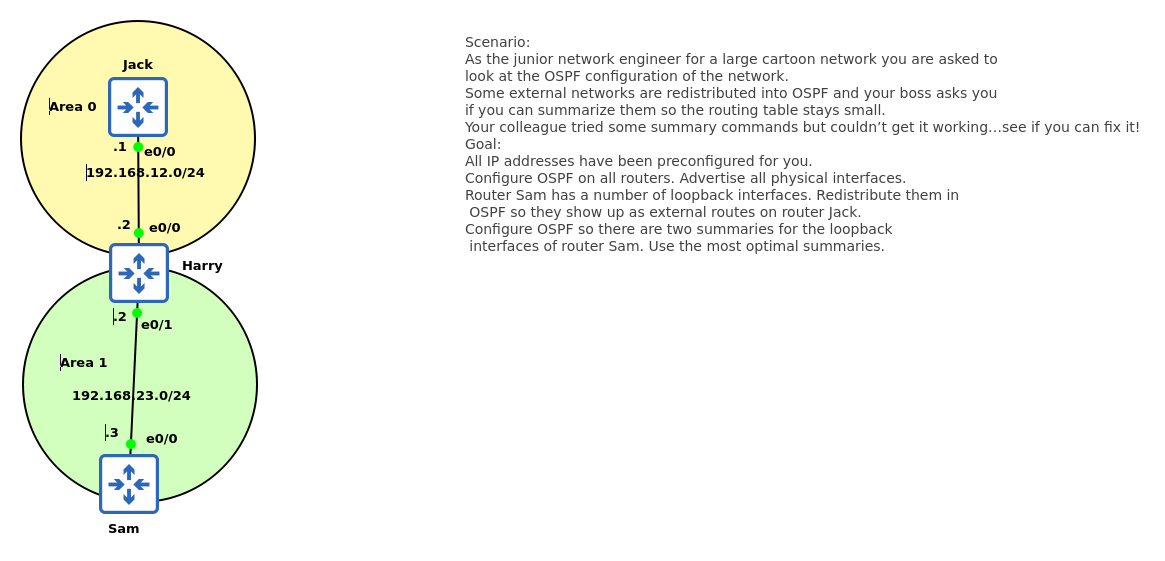 Jack
Area 0
.1
e0/0
192.168.12.0/24
.2
e0/0
Harry
.2
e0/1
Area 1
192.168.23.0/24
.3
e0/0
Sam
Scenario:
As the junior network engineer for a large cartoon network you are asked to
look at the OSPF configuration of the network.
Some external networks are redistributed into OSPF and your boss asks you
if you can summarize them so the routing table stays small.
Your colleague tried some summary commands but couldn’t get it working…see if you can fix it!
Goal:
All IP addresses have been preconfigured for you.
Configure OSPF on all routers. Advertise all physical interfaces.
Router Sam has a number of loopback interfaces. Redistribute them in
OSPF so they show up as external routes on router Jack.
Configure OSPF so there are two summaries for the loopback
interfaces of router Sam. Use the most optimal summaries.